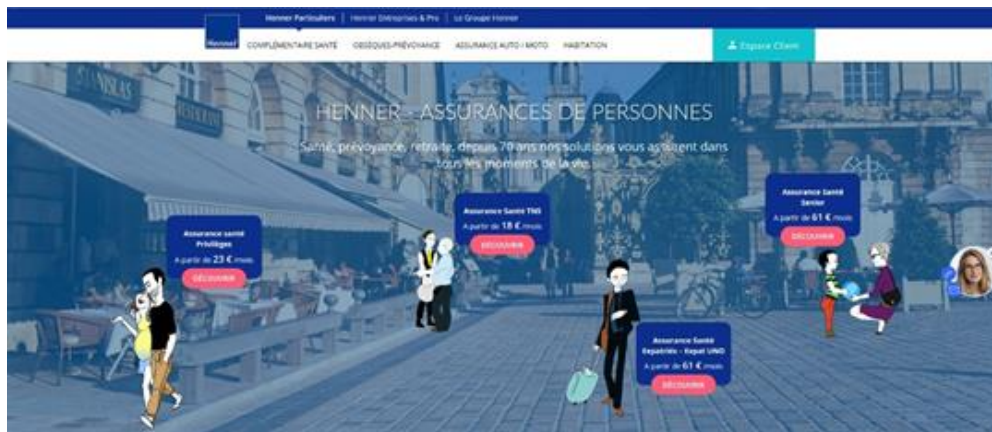 Henner Particuliers | Henner Entreprises & Pro | Le Groupe Henner
Henner
COMPLÉMENTAIRE SANTÉ OBSÈQUES-PRÉVOYANCE ASSURANCE AUTO - MOTO HABITATION
Espace Client
STANISLAS
RESTAURANT
HENNER - ASSURANCES DE PERSONNES
Santé, prévoyance, retraite, depuis 70 ans nos solutions vous assistent dans
tous les moments de la vie.
Assurance santé
Privilèges
A partir de 23 € /mois
DÉCOUVRIR
Assurance Santé TNS
A partir de 18 € /mois
DÉCOUVRIR
Assurance Santé
Senior
A partir de 61 € /mois
DÉCOUVRIR
Assurance Santé
Expatriés - Expat UNO
A partir de 61 € /mois
DÉCOUVRIR